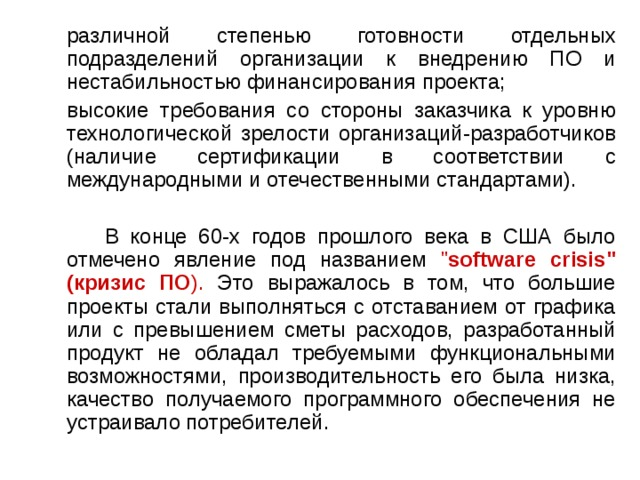 различной степенью готовности отдельных
подразделений организации к внедрению ПО и
нестабильностью финансирования проекта;
высокие требования со стороны заказчика к уровню
технологической зрелости организаций-разработчиков
(наличие сертификации в соответствии с
международными и отечественными стандартами).
В конце 60-х годов прошлого века в США было
отмечено явление под названием "software crisis"
(кризис ПО). Это выражалось в том, что большие
проекты стали выполняться с отставанием от графика
или с превышением сметы расходов, разработанный
продукт не обладал требуемыми функциональными
возможностями, производительность его была низка,
качество получаемого программного обеспечения не
устраивало потребителей.